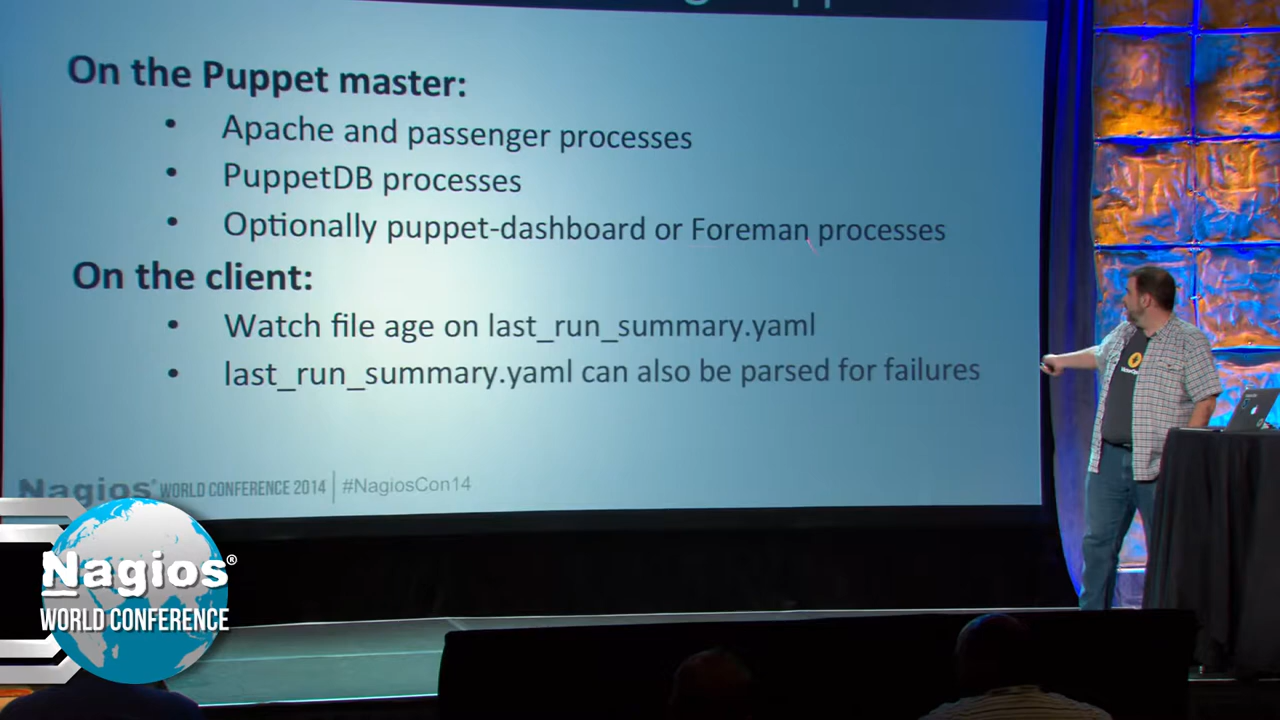 On the Puppet master:
• Apache and passenger processes
• PuppetDB processes
• Optionally puppet-dashboard or Foreman processes
On the client:
• Watch file age on last_run_summary.yaml
• last_run_summary.yaml can also be parsed for failures
Nagios® WORLD CONFERENCE 2014 | #NagiosCon14
Nagios®
WORLD CONFERENCE